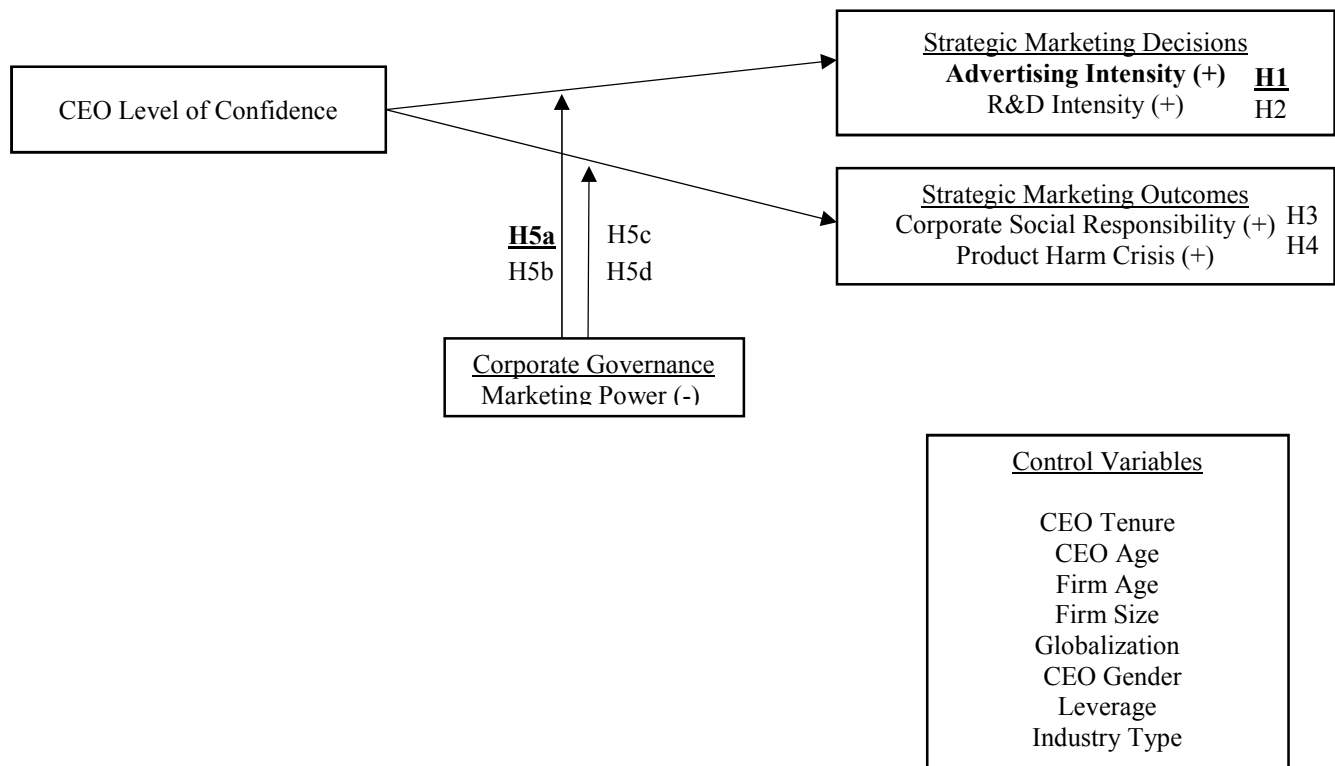 CEO Level of Confidence
Strategic Marketing Decisions
Advertising Intensity (+) H1
R&D Intensity (+) H2
Strategic Marketing Outcomes
Corporate Social Responsibility (+) H3
Product Harm Crisis (+) H4
H5a H5c
H5b H5d
Corporate Governance
Marketing Power (-)
Control Variables
CEO Tenure
CEO Age
Firm Age
Firm Size
Globalization
CEO Gender
Leverage
Industry Type